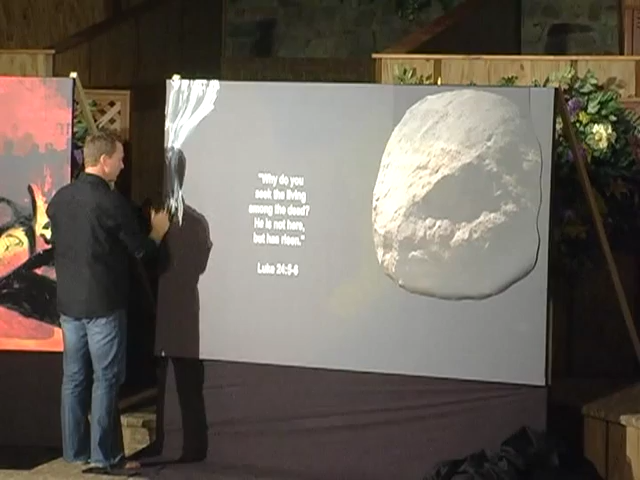 "Why do you
seek the living
among the dead?
He is not here,
but has risen."
Luke 24:5-6